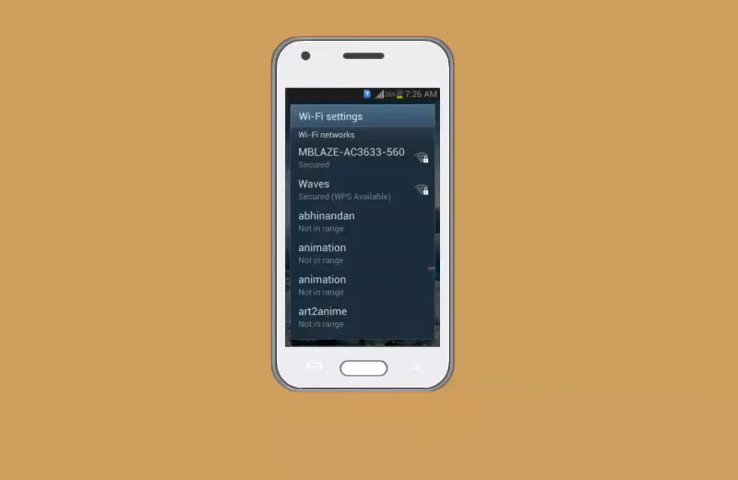 7:26 AM
Wi-Fi settings
Wi-Fi networks
MBLAZE-AC3633-560
Secured
Waves
Secured (WPS Available)
abhinandan
Not in range
animation
Not in range
animation
Not in range
art2anime
Not in range